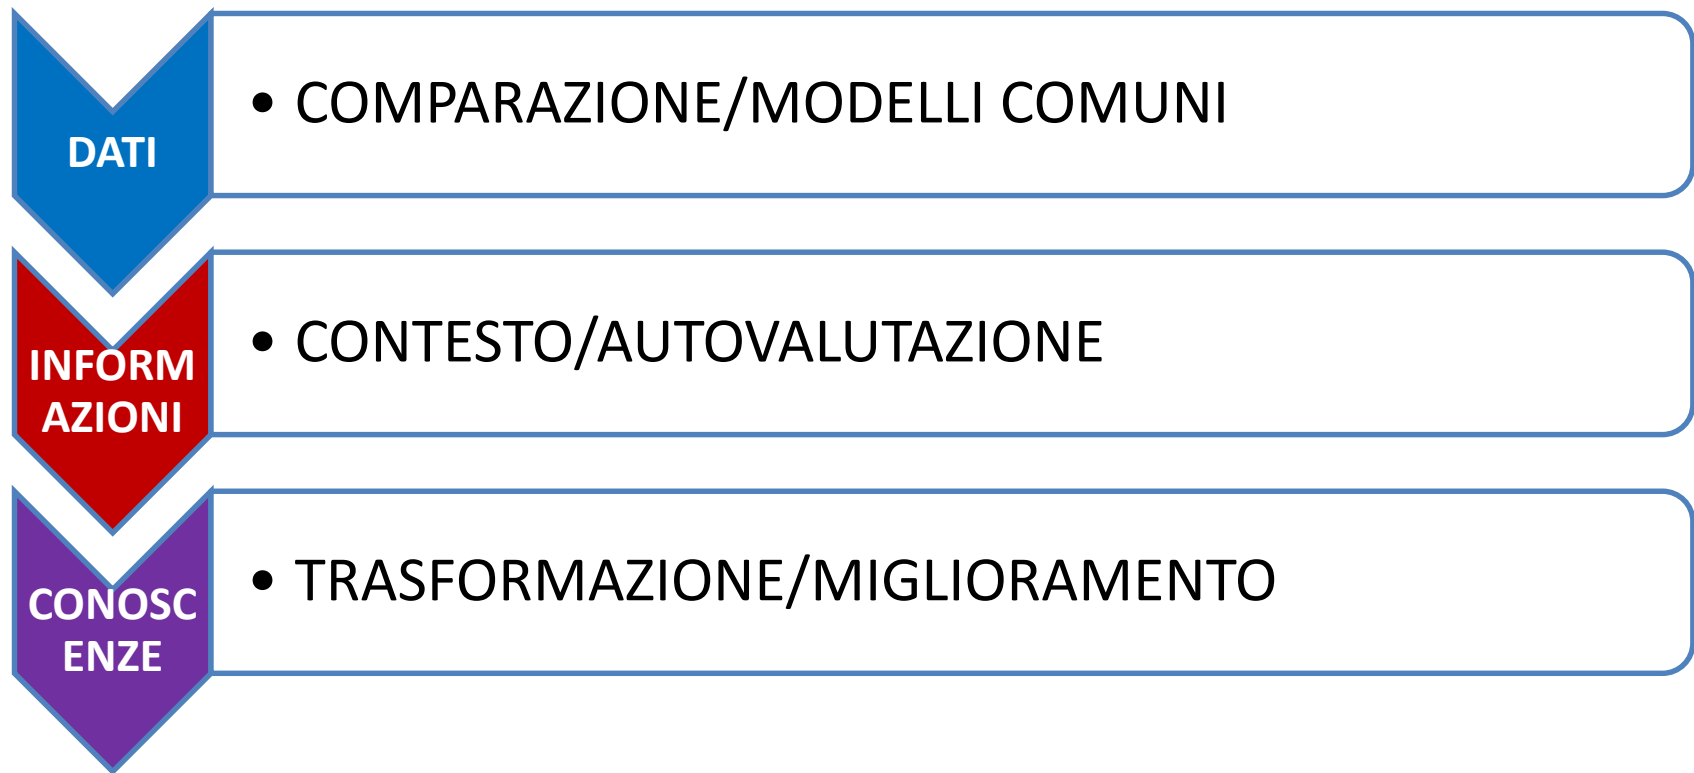 DATI
• COMPARAZIONE/MODELLI COMUNI
INFORM
AZIONI
• CONTESTO/AUTOVALUTAZIONE
CONOSC
ENZE
• TRASFORMAZIONE/MIGLIORAMENTO